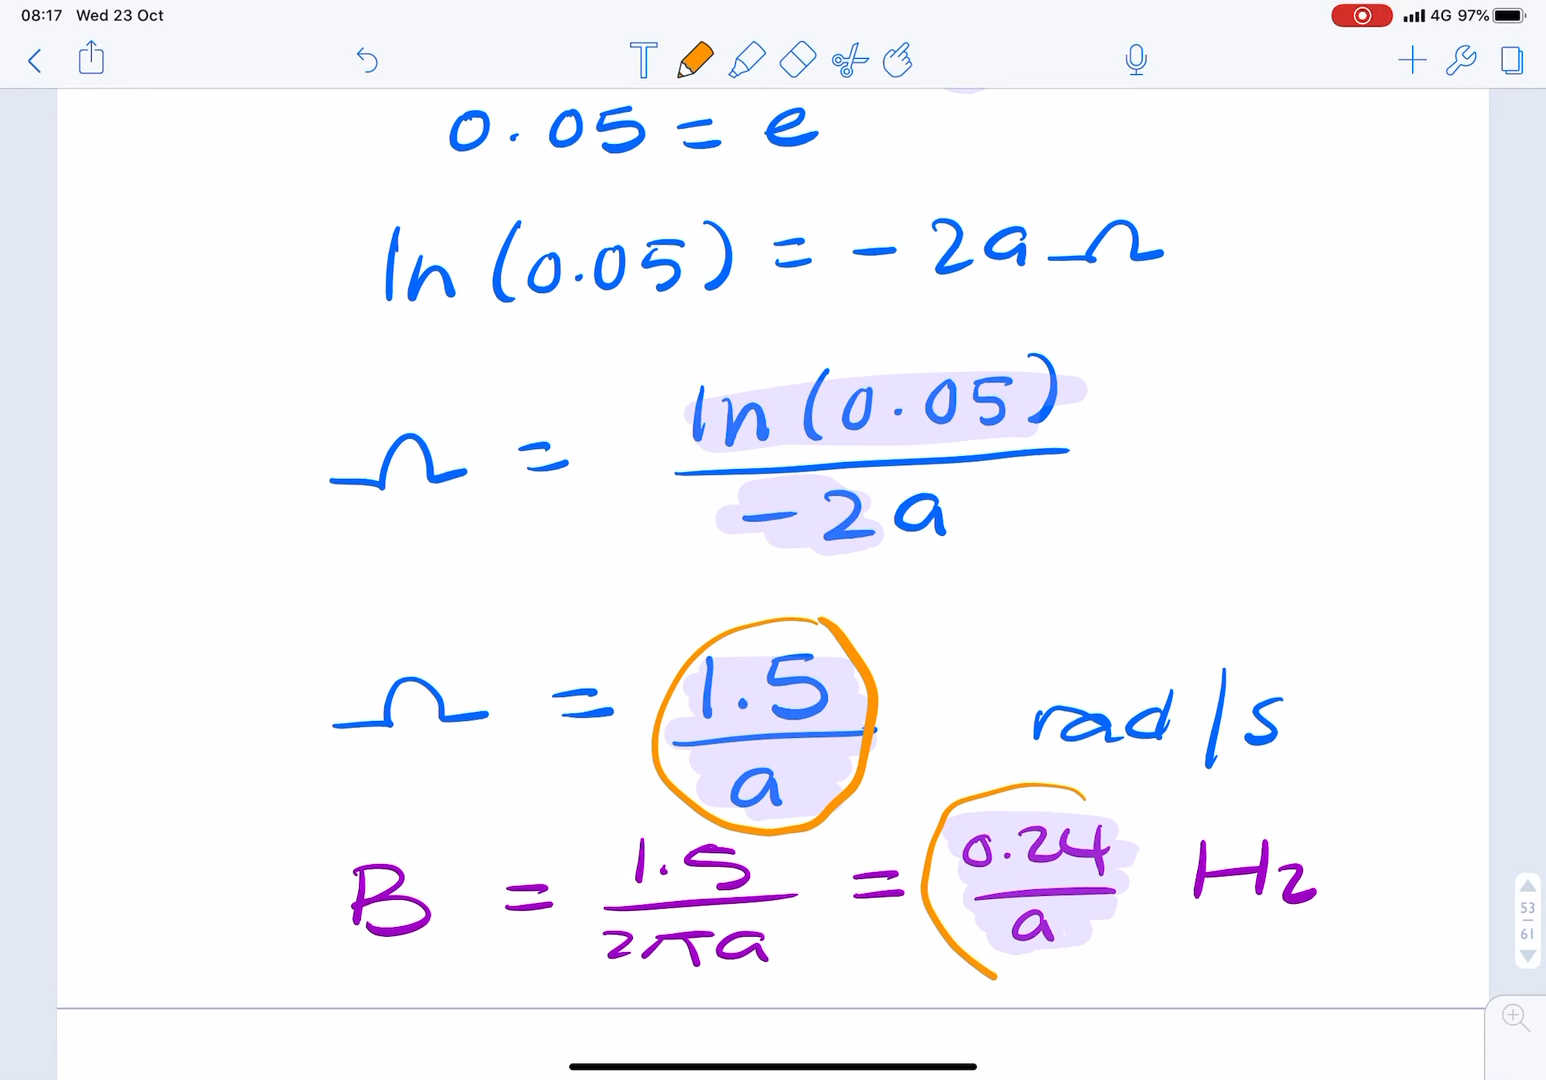 08:17 Wed 23 Oct 4G 97%
T
0.05 = e
ln(0.05) = -2aΩ
Ω = ln(0.05) / -2a
Ω = 1.5 / a rad/s
B = 1.5 / 2πa = 0.24 / a Hz
53
61